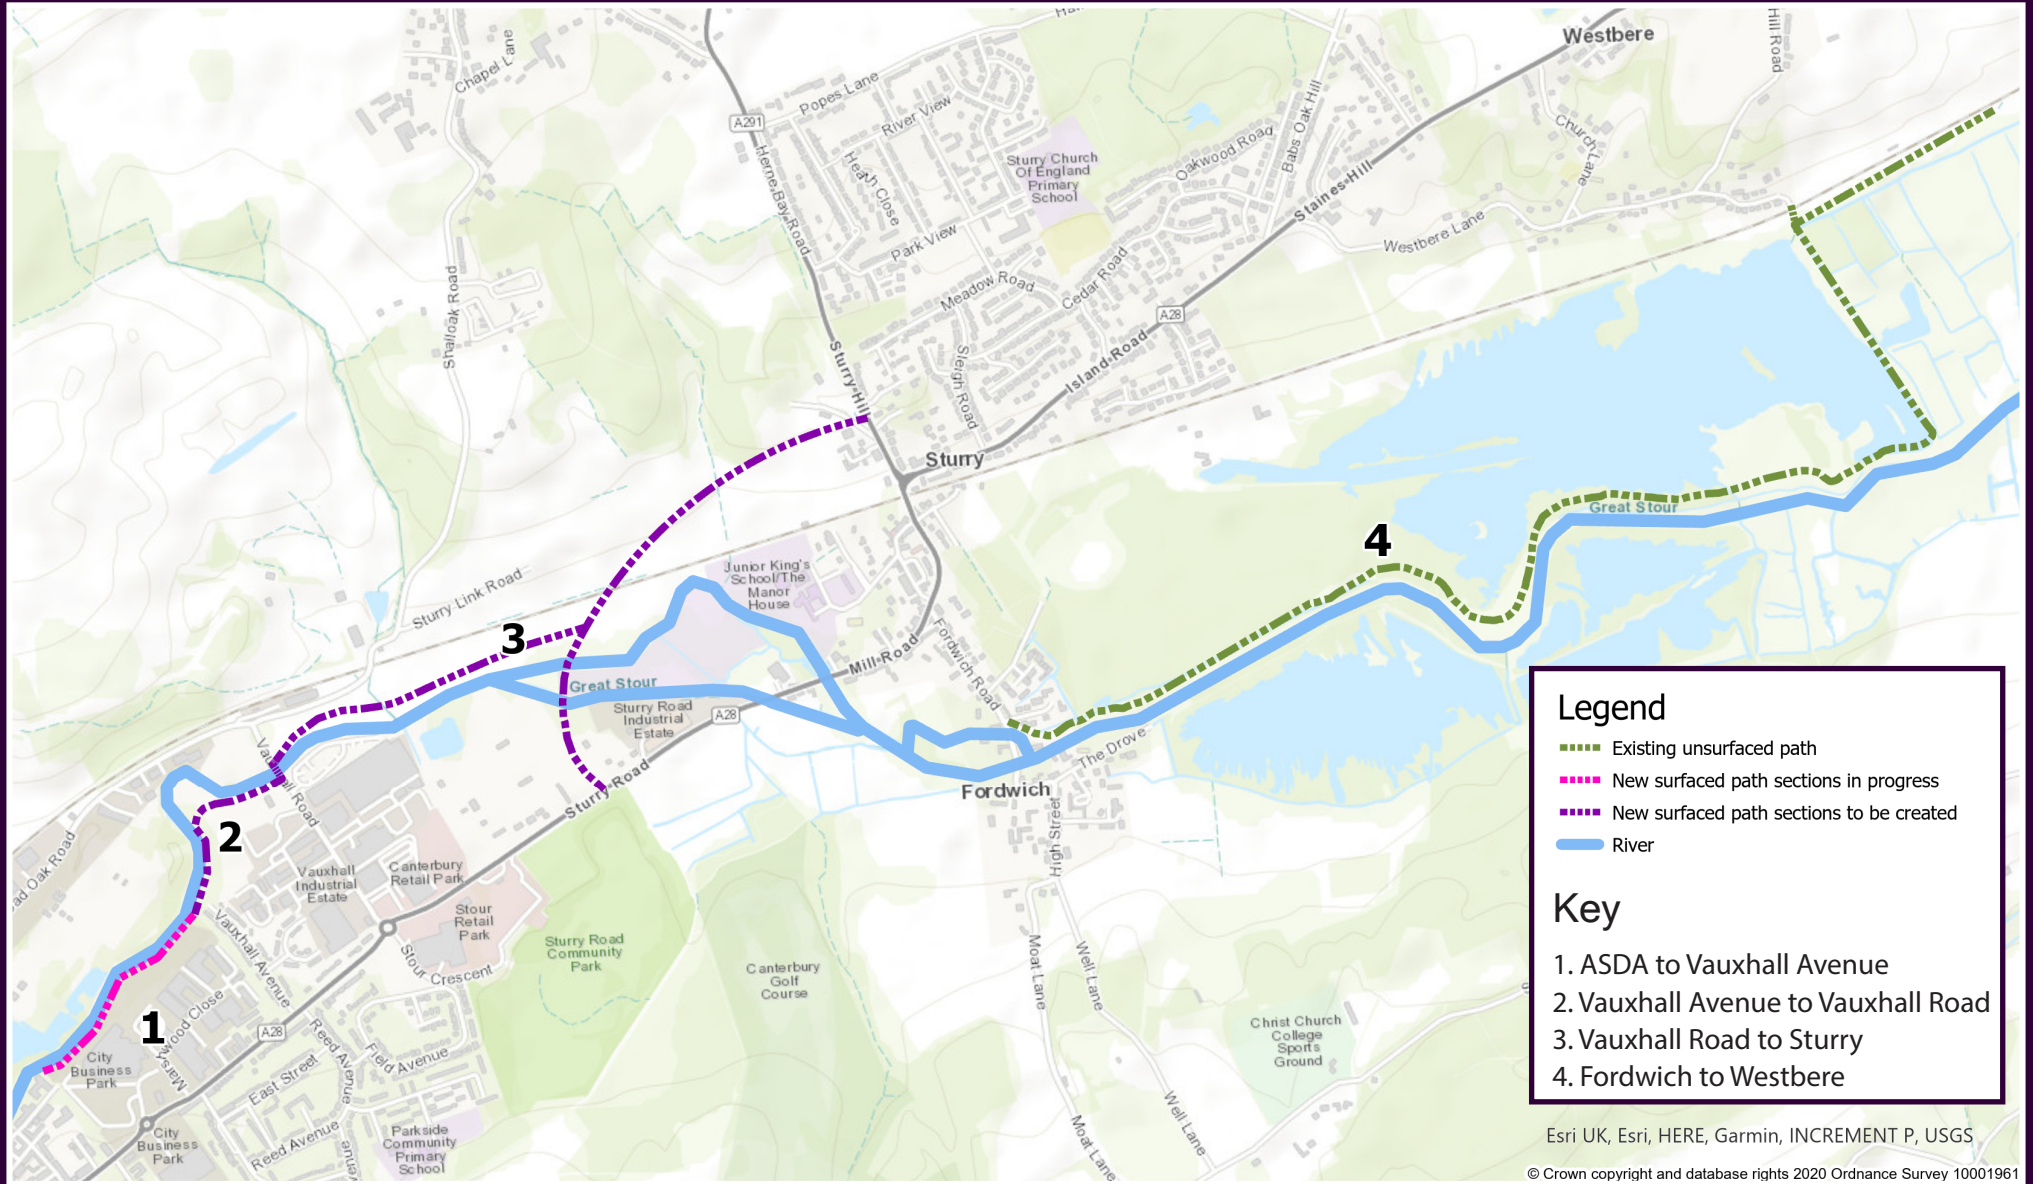 Westbere
Hill Road
Chapel Lane
Popes Lane
A291
River View
Herne Bay Road
Heath Close
Sturry Church
Of England
Primary
School
Oakwood Road
Babs Oak Hill
Church Lane
Staines Hill
Park View
Westbere Lane
Shalloak Road
Meadow Road
Cedar Road
A28
Sturry Hill
Sleigh Road
Island Road
Sturry
4
Great Stour
Junior King's
School/The
Manor
House
Sturry Link Road
3
Fordwich Road
Mill Road
Great Stour
Sturry Road
Industrial
Estate
A28
The Drove
Vauxhall Road
Sturry Road
Fordwich
2
High Street
Vauxhall
Industrial
Estate
Canterbury
Retail Park
ad Oak Road
Stour
Retail
Park
Vauxhall Avenue
Stour Crescent
Sturry Road
Community
Park
Canterbury
Golf
Course
Moat Lane
Well Lane
1
A28
City
Business
Park
Reed Avenue
Field Avenue
East Street
Christ Church
College
Sports
Ground
City
Business
Park
Reed Avenue
Parkside
Community
Primary
School
Moat Lane
Well Lane
Legend
Existing unsurfaced path
New surfaced path sections in progress
New surfaced path sections to be created
River
Key
1. ASDA to Vauxhall Avenue
2. Vauxhall Avenue to Vauxhall Road
3. Vauxhall Road to Sturry
4. Fordwich to Westbere
Esri UK, Esri, HERE, Garmin, INCREMENT P, USGS
© Crown copyright and database rights 2020 Ordnance Survey 10001961